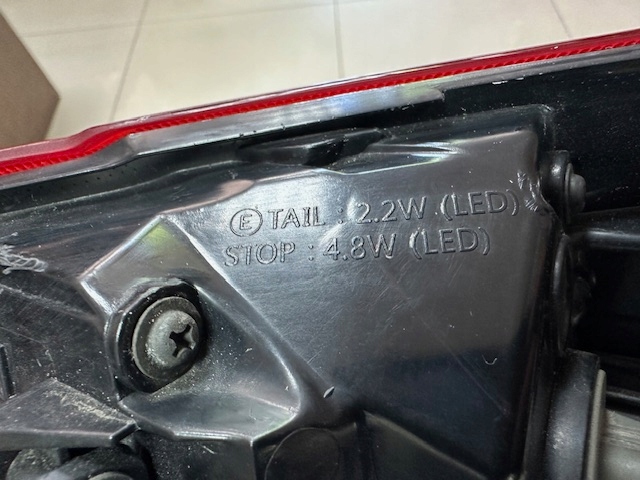 Ⓔ TAIL : 2.2W (LED)
STOP : 4.8W (LED)